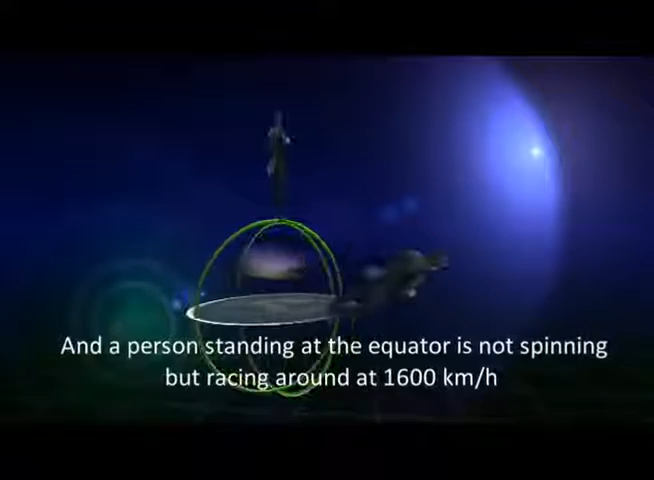 And a person standing at the equator is not spinning
but racing around at 1600 km/h